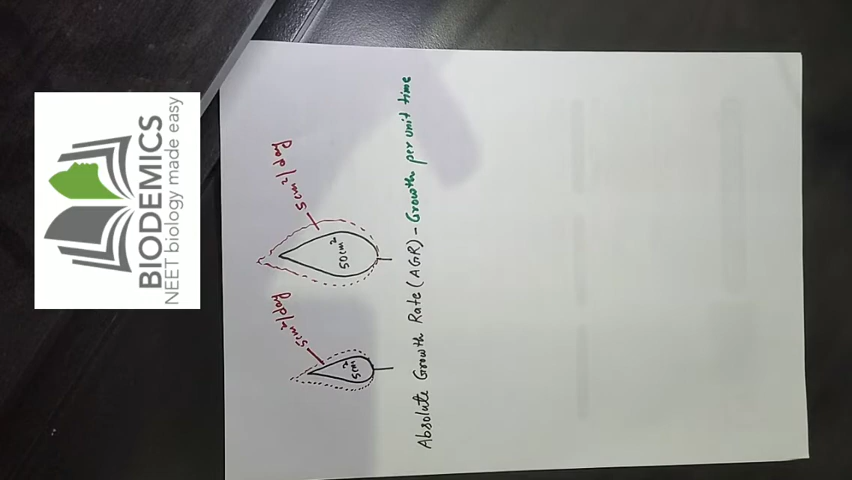 BIODEMICS
NEET biology made easy
5cm²/day
5cm²/day
5cm²
50cm²
Absolute Growth Rate (AGR) - Growth per unit time